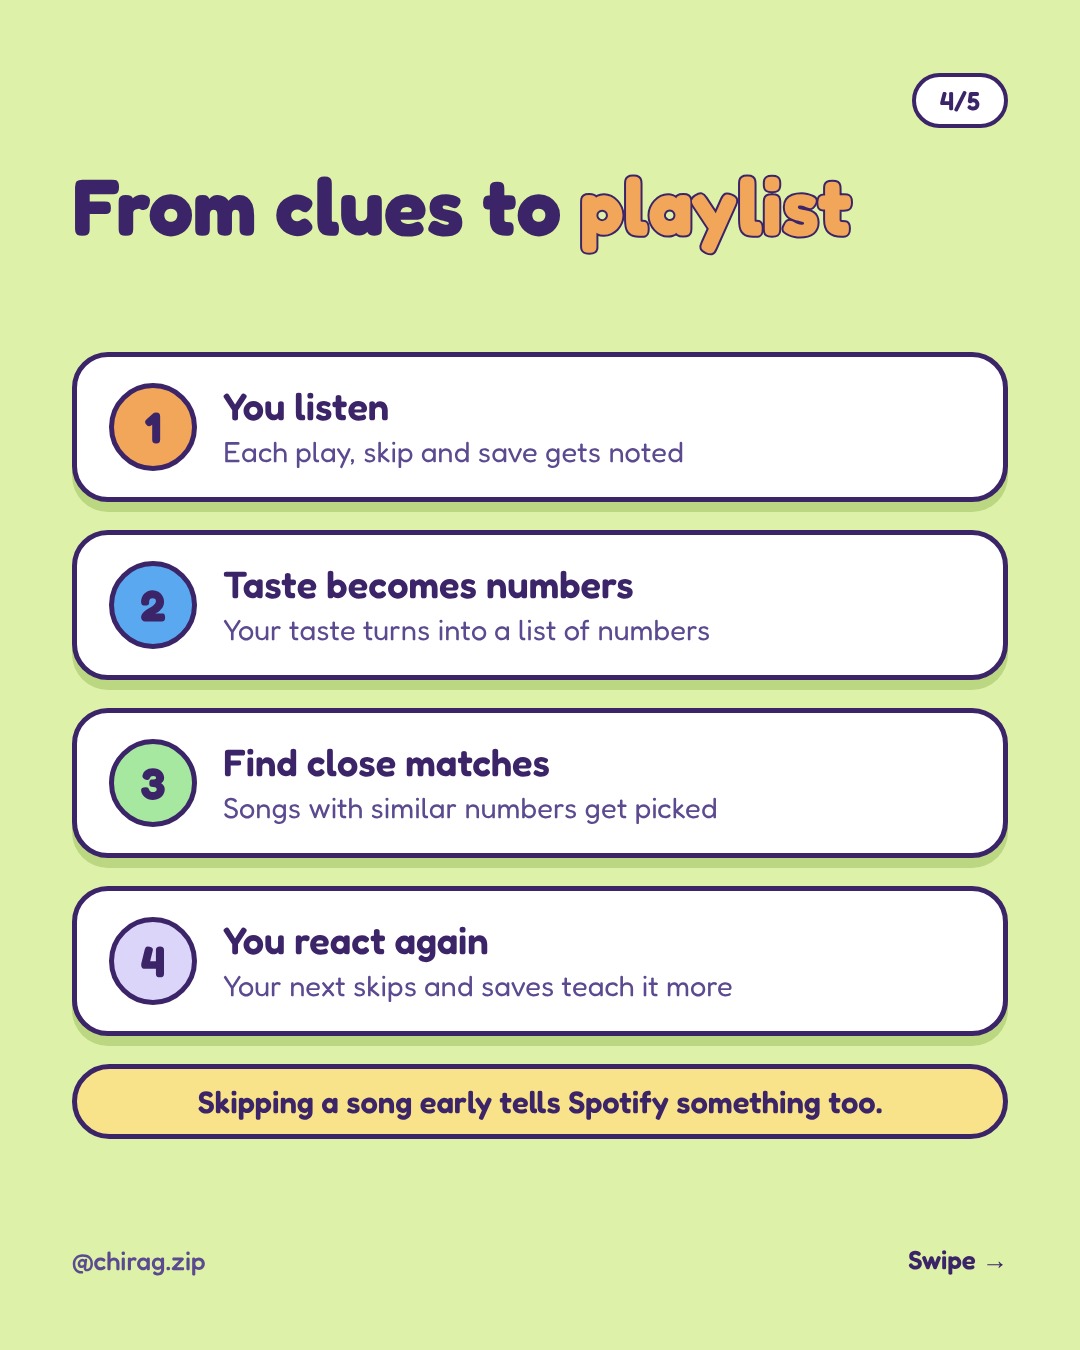 4/5
From clues to playlist
1
You listen
Each play, skip and save gets noted
2
Taste becomes numbers
Your taste turns into a list of numbers
3
Find close matches
Songs with similar numbers get picked
4
You react again
Your next skips and saves teach it more
Skipping a song early tells Spotify something too.
@chirag.zip
Swipe →